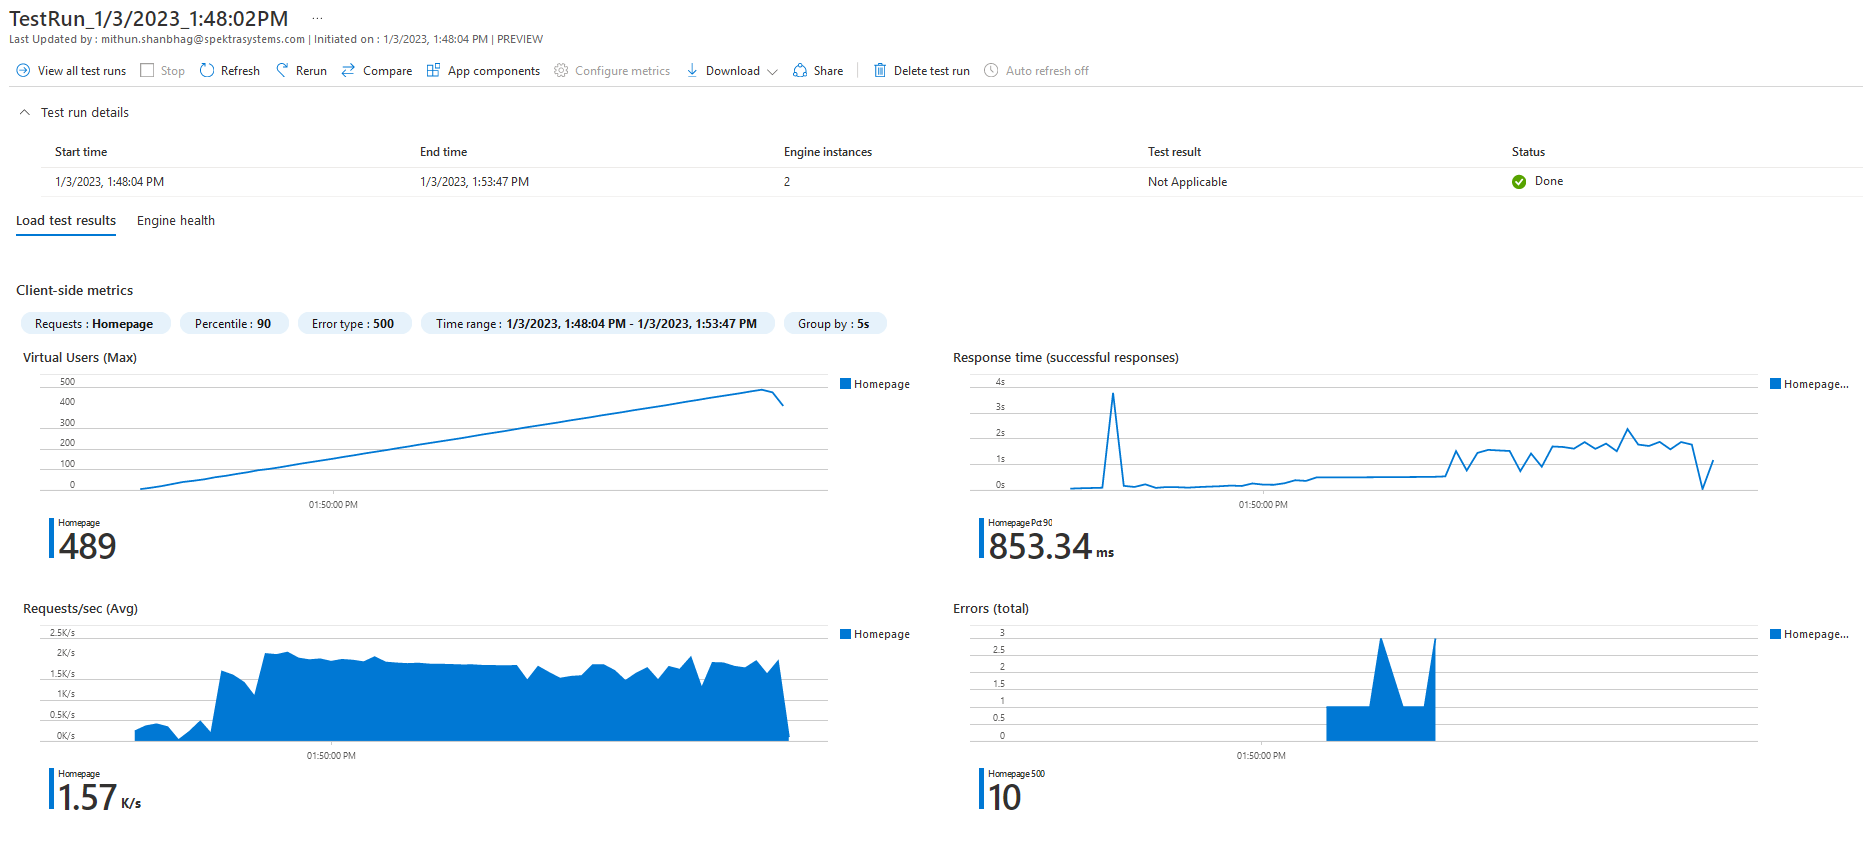 TestRun_1/3/2023_1:48:02PM ...
Last Updated by : mithun.shanbhag@spektrasystems.com | Initiated on : 1/3/2023, 1:48:04 PM | PREVIEW
View all test runs Stop Refresh Rerun Compare App components Configure metrics Download Share Delete test run Auto refresh off
Test run details
Start time End time Engine instances Test result Status
1/3/2023, 1:48:04 PM 1/3/2023, 1:53:47 PM 2 Not Applicable Done
Load test results Engine health
Client-side metrics
Requests : Homepage Percentile : 90 Error type : 500 Time range : 1/3/2023, 1:48:04 PM - 1/3/2023, 1:53:47 PM Group by : 5s
Virtual Users (Max)
500
400
300
200
100
0
01:50:00 PM
Homepage
Homepage
489
Response time (successful responses)
4s
3s
2s
1s
0s
01:50:00 PM
Homepage...
Homepage Pct 90
853.34 ms
Requests/sec (Avg)
2.5K/s
2K/s
1.5K/s
1K/s
0.5K/s
0K/s
01:50:00 PM
Homepage
Homepage
1.57 K/s
Errors (total)
3
2.5
2
1.5
1
0.5
0
01:50:00 PM
Homepage...
Homepage 500
10